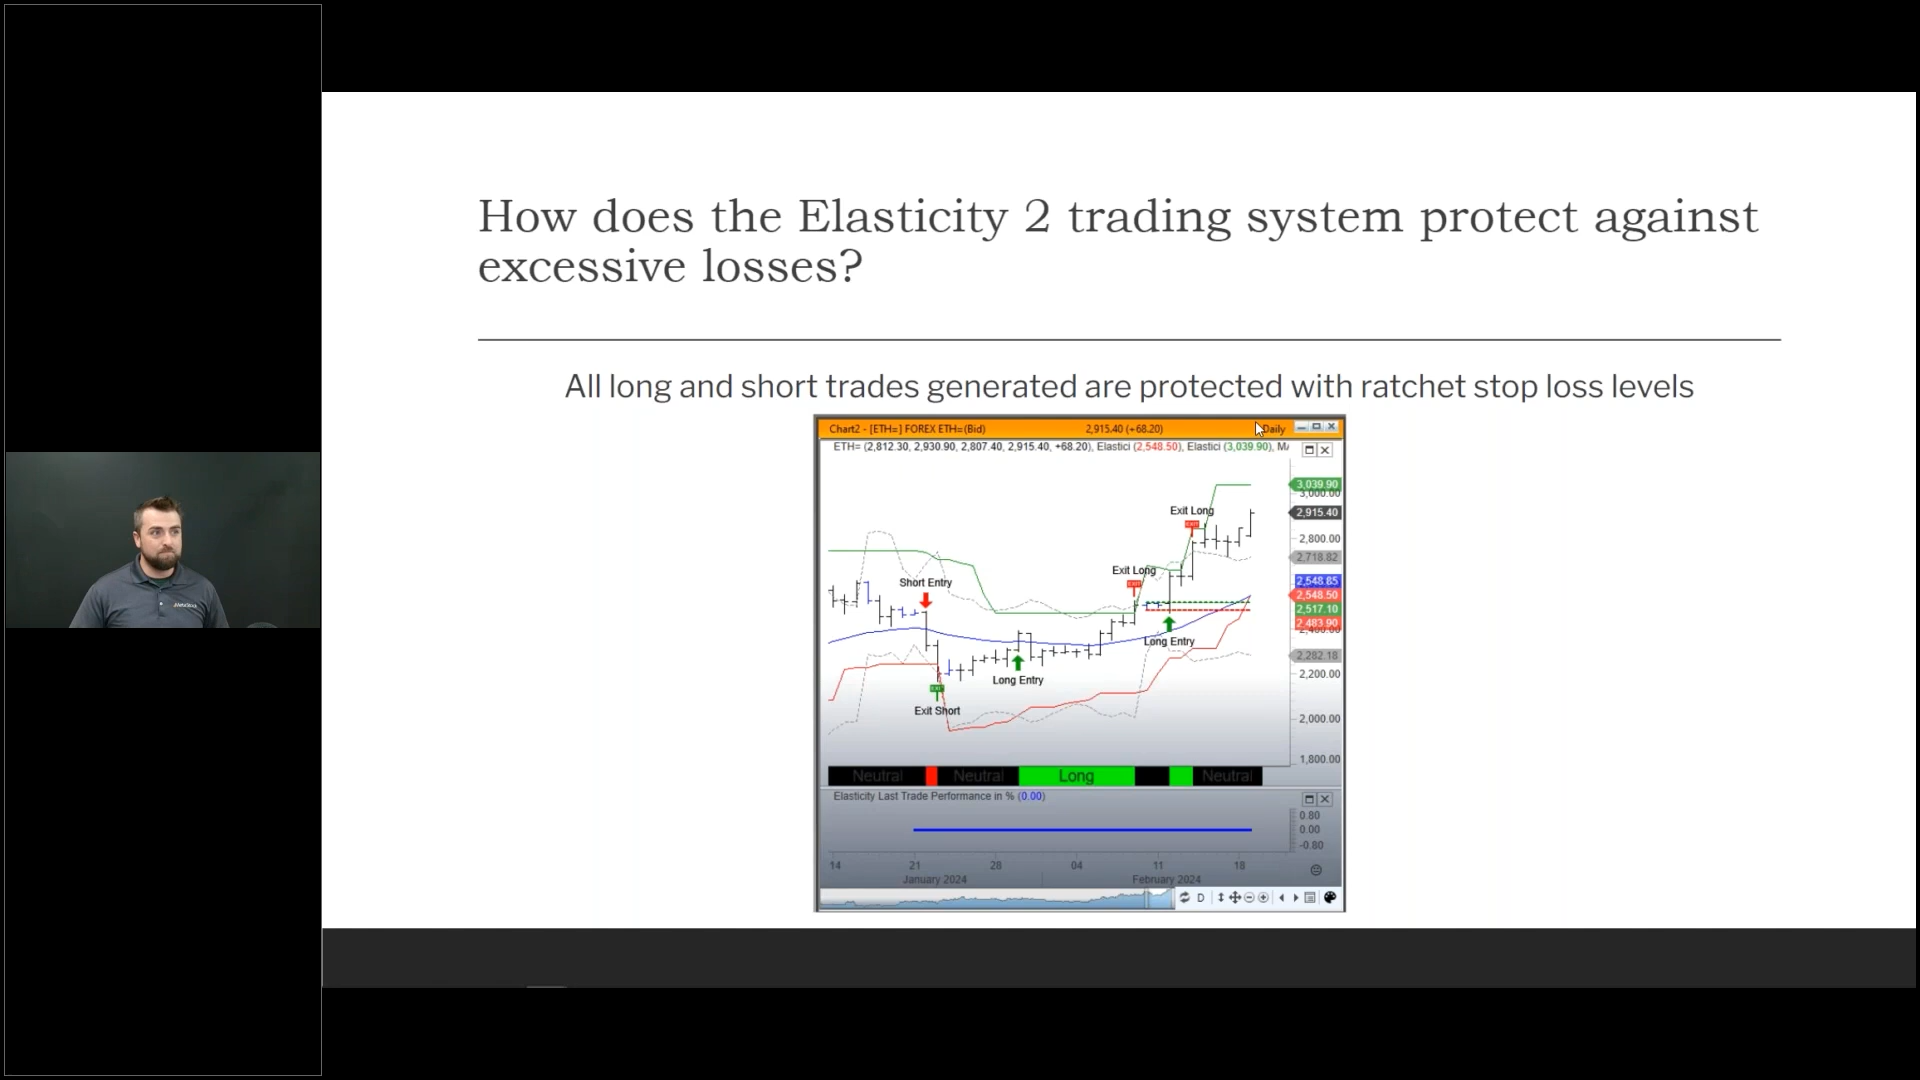 How does the Elasticity 2 trading system protect against
excessive losses?
All long and short trades generated are protected with ratchet stop loss levels
Chart2 - [ETH=] FOREX ETH=(Bid) 2,915.40 (+68.20) Daily
ETH= (2,812.30, 2,930.90, 2,807.40, 2,915.40, +68.20), Elastici (2,548.50), Elastici (3,039.90), M
3,039.90
3,000.00
Exit Long
2,915.40
2,800.00
2,718.82
Exit Long
Short Entry
2,548.85
2,548.50
2,517.10
2,483.90
2,400.00
Long Entry
2,282.18
Long Entry
2,200.00
Exit Short
2,000.00
1,800.00
Neutral Neutral Long Neutral
Elasticity Last Trade Performance in % (0.00)
0.80
0.00
-0.80
14 21 28 04 11 18
January 2024 February 2024
D